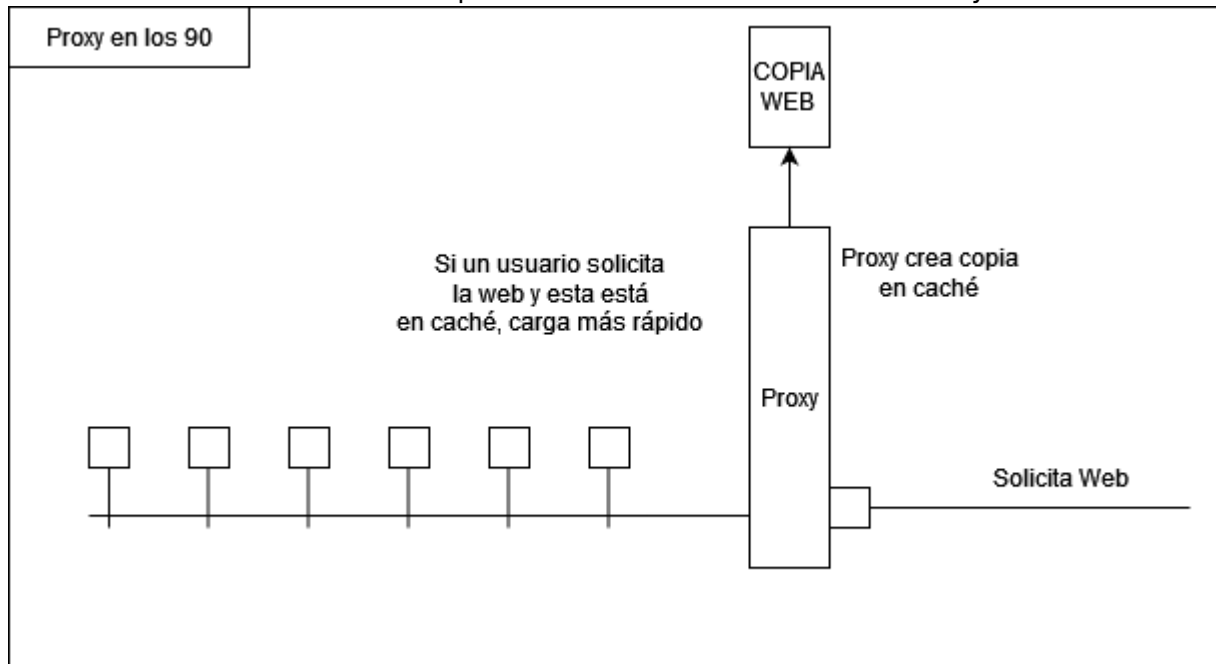 Proxy en los 90
COPIA
WEB
Si un usuario solicita
la web y esta está
en caché, carga más rápido
Proxy crea copia
en caché
Proxy
Solicita Web